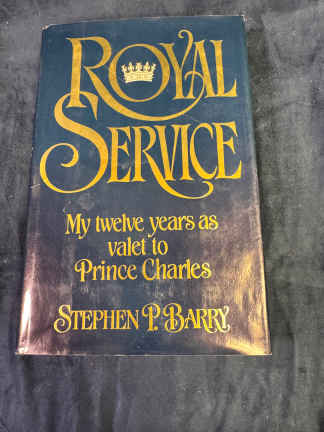 ROYAL
SERVICE
My twelve years as
valet to
Prince Charles
STEPHEN P. BARRY